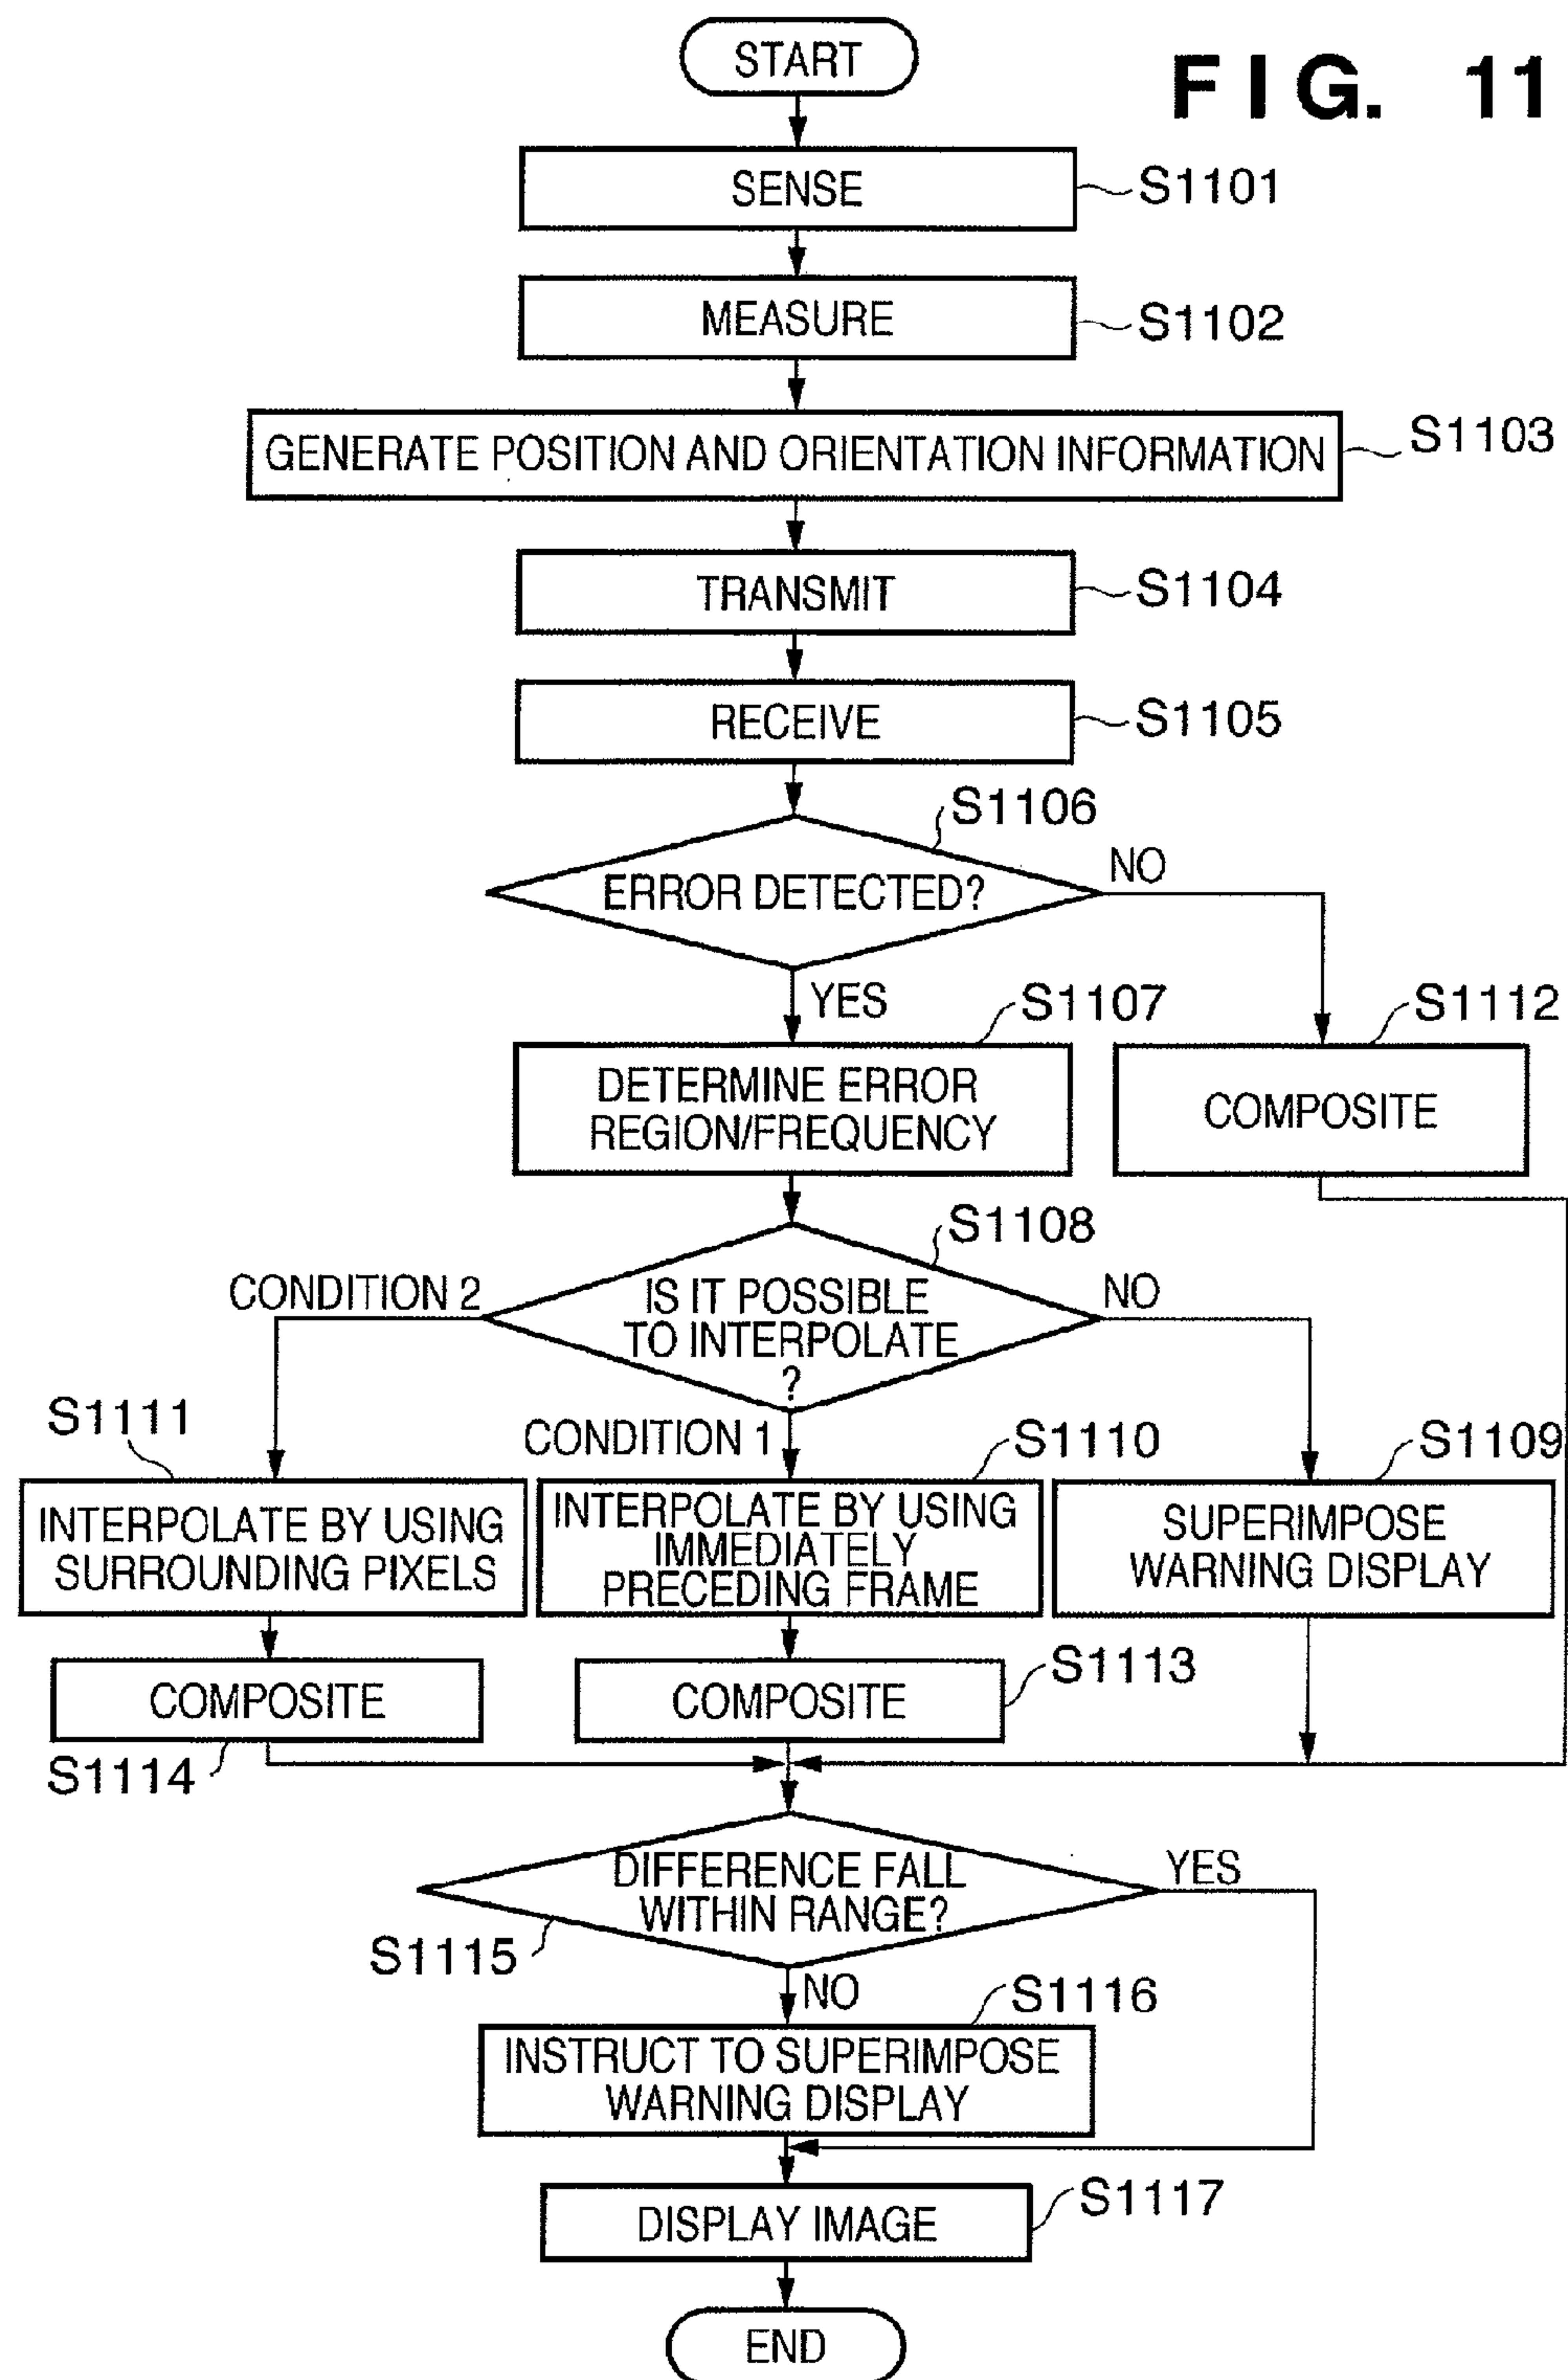 START
FIG. 11
SENSE
S1101
MEASURE
S1102
GENERATE POSITION AND ORIENTATION INFORMATION
S1103
TRANSMIT
S1104
RECEIVE
S1105
S1106
ERROR DETECTED?
NO
YES
S1107
S1112
DETERMINE ERROR
REGION/FREQUENCY
COMPOSITE
S1108
CONDITION 2
IS IT POSSIBLE
TO INTERPOLATE
?
NO
S1111
CONDITION 1
S1110
S1109
INTERPOLATE BY USING
SURROUNDING PIXELS
INTERPOLATE BY USING
IMMEDIATELY
PRECEDING FRAME
SUPERIMPOSE
WARNING DISPLAY
COMPOSITE
S1114
COMPOSITE
S1113
DIFFERENCE FALL
WITHIN RANGE?
YES
S1115
NO
S1116
INSTRUCT TO SUPERIMPOSE
WARNING DISPLAY
DISPLAY IMAGE
S1117
END